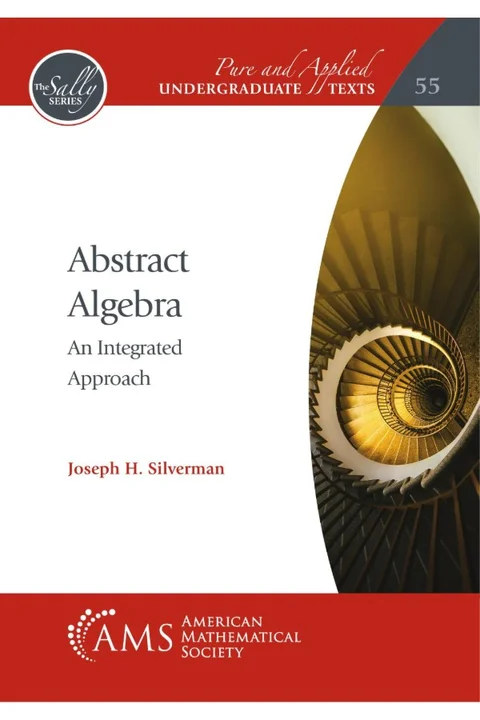 The
Sally
SERIES
Pure and Applied
UNDERGRADUATE TEXTS
55
Abstract
Algebra
An Integrated
Approach
Joseph H. Silverman
AMS
AMERICAN
MATHEMATICAL
SOCIETY